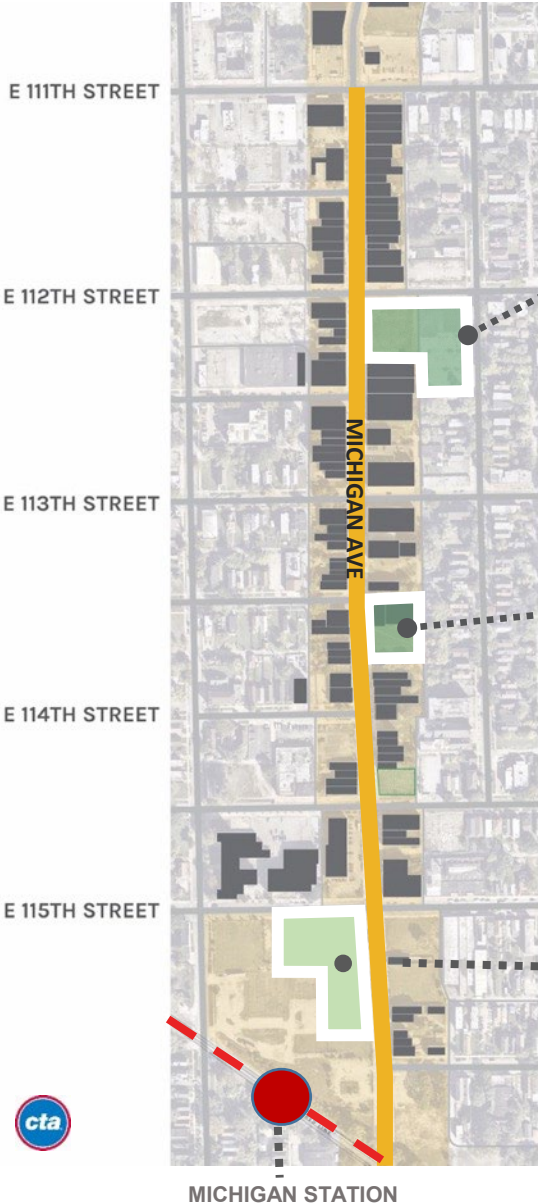 E 111TH STREET
E 112TH STREET
MICHIGAN AVE
E 113TH STREET
E 114TH STREET
E 115TH STREET
cta
MICHIGAN STATION